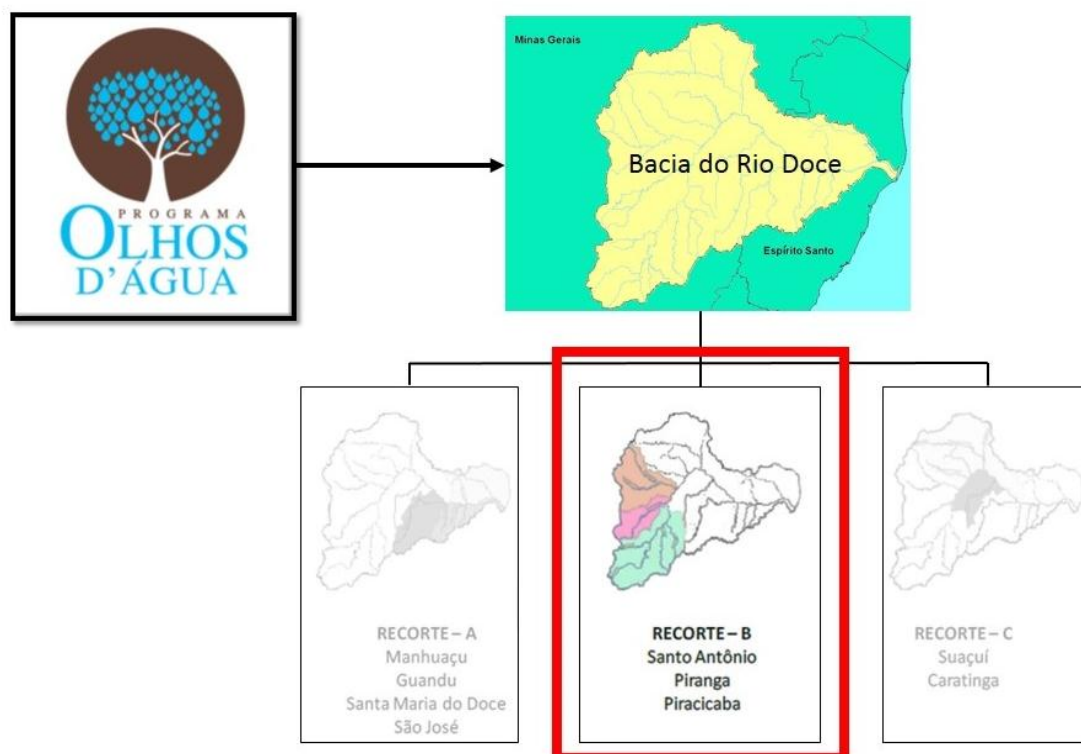 PROGRAMA
OLHOS
D'ÁGUA
Minas Gerais
Bacia do Rio Doce
Espírito Santo
RECORTE – A
Manhuaçu
Guandu
Santa Maria do Doce
São José
RECORTE – B
Santo Antônio
Piranga
Piracicaba
RECORTE – C
Suaçuí
Caratinga